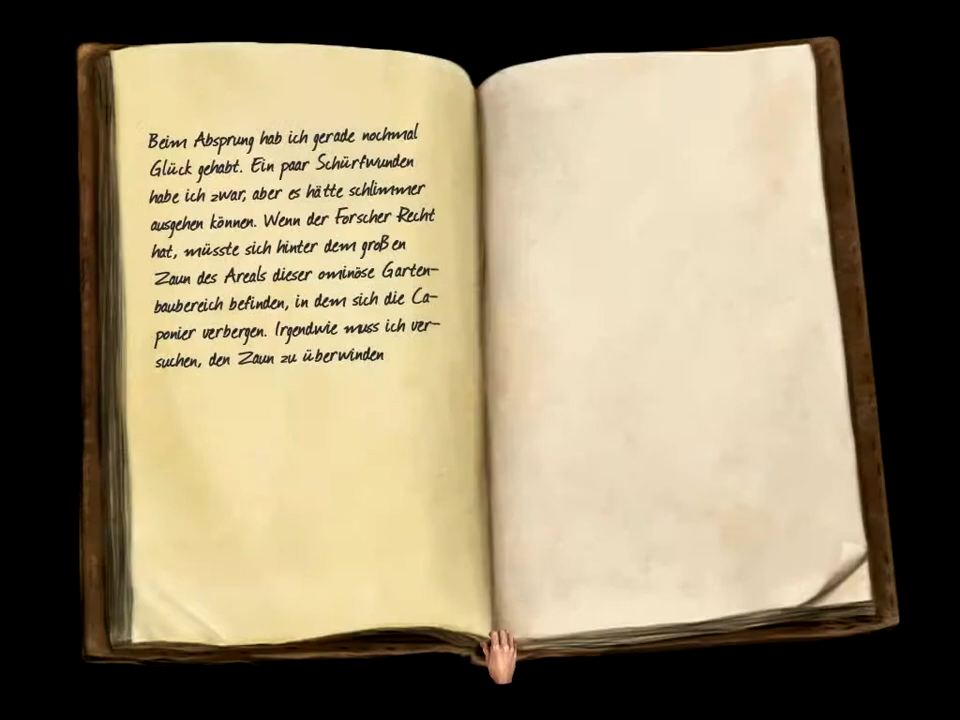 Beim Absprung hab ich gerade nochmal
Glück gehabt. Ein paar Schürfwunden
habe ich zwar, aber es hätte schlimmer
ausgehen können. Wenn der Forscher Recht
hat, müsste sich hinter dem großen
Zaun des Areals dieser ominöse Garten-
baubereich befinden, in dem sich die Ca-
ponier verbergen. Irgendwie muss ich ver-
suchen, den Zaun zu überwinden